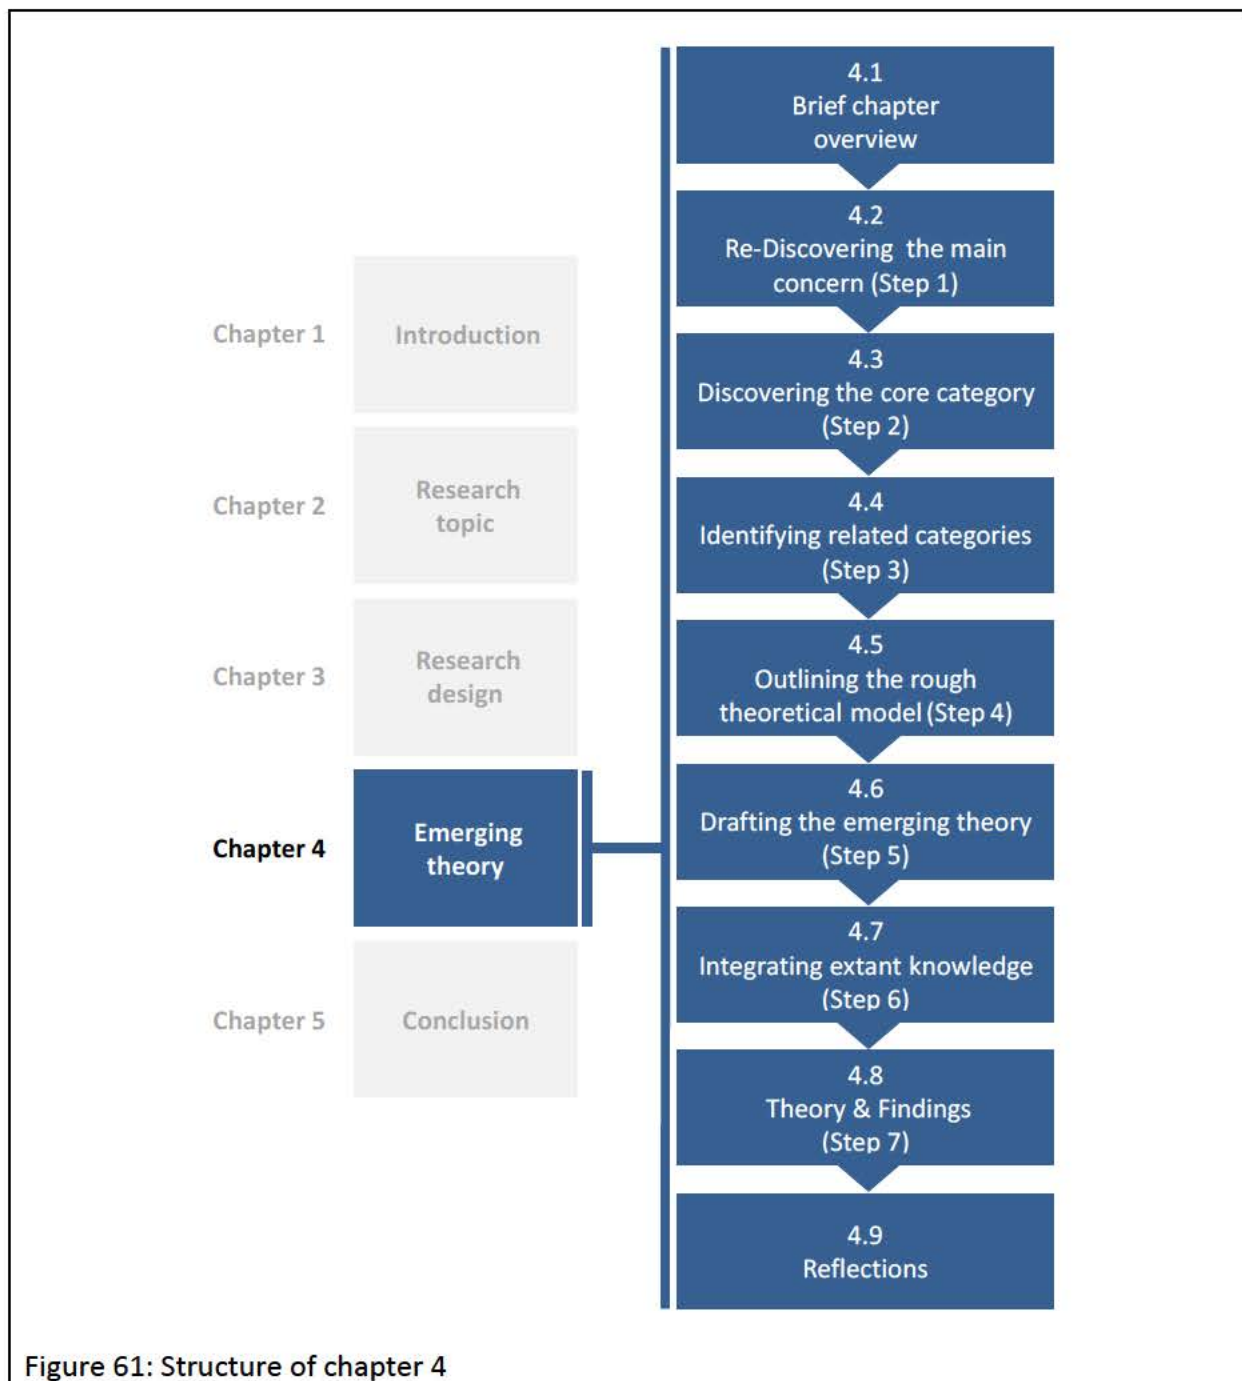 Chapter 1
Introduction
Chapter 2
Research
topic
Chapter 3
Research
design
Chapter 4
Emerging
theory
Chapter 5
Conclusion
4.1
Brief chapter
overview
4.2
Re-Discovering the main
concern (Step 1)
4.3
Discovering the core category
(Step 2)
4.4
Identifying related categories
(Step 3)
4.5
Outlining the rough
theoretical model (Step 4)
4.6
Drafting the emerging theory
(Step 5)
4.7
Integrating extant knowledge
(Step 6)
4.8
Theory & Findings
(Step 7)
4.9
Reflections
Figure 61: Structure of chapter 4